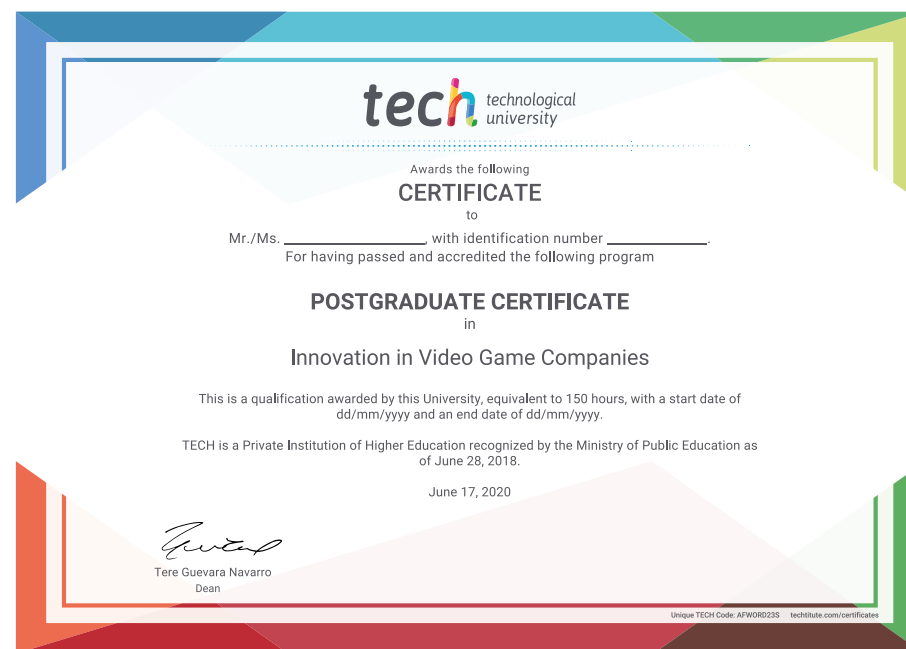 tech technological
university
Awards the following
CERTIFICATE
to
Mr./Ms. ____________________, with identification number ______________.
For having passed and accredited the following program
POSTGRADUATE CERTIFICATE
in
Innovation in Video Game Companies
This is a qualification awarded by this University, equivalent to 150 hours, with a start date of
dd/mm/yyyy and an end date of dd/mm/yyyy.
TECH is a Private Institution of Higher Education recognized by the Ministry of Public Education as
of June 28, 2018.
June 17, 2020
Tere Guevara Navarro
Dean
Unique TECH Code: AFWORD23S techtitute.com/certificates